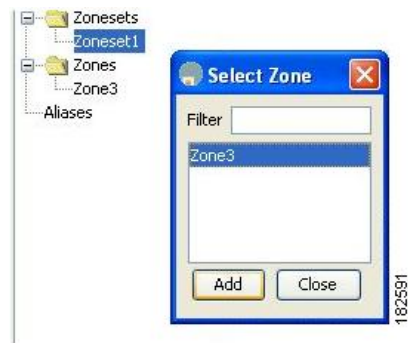 Zonesets
Zoneset1
Zones
Zone3
Aliases
Select Zone
Filter
Zone3
Add
Close
182591